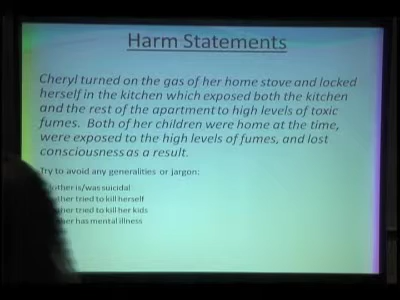 Harm Statements
Cheryl turned on the gas of her home stove and locked
herself in the kitchen which exposed both the kitchen
and the rest of the apartment to high levels of toxic
fumes. Both of her children were home at the time,
were exposed to the high levels of fumes, and lost
consciousness as a result.
Try to avoid any generalities or jargon:
is/was suicidal
tried to kill herself
tried to kill her kids
has mental illness